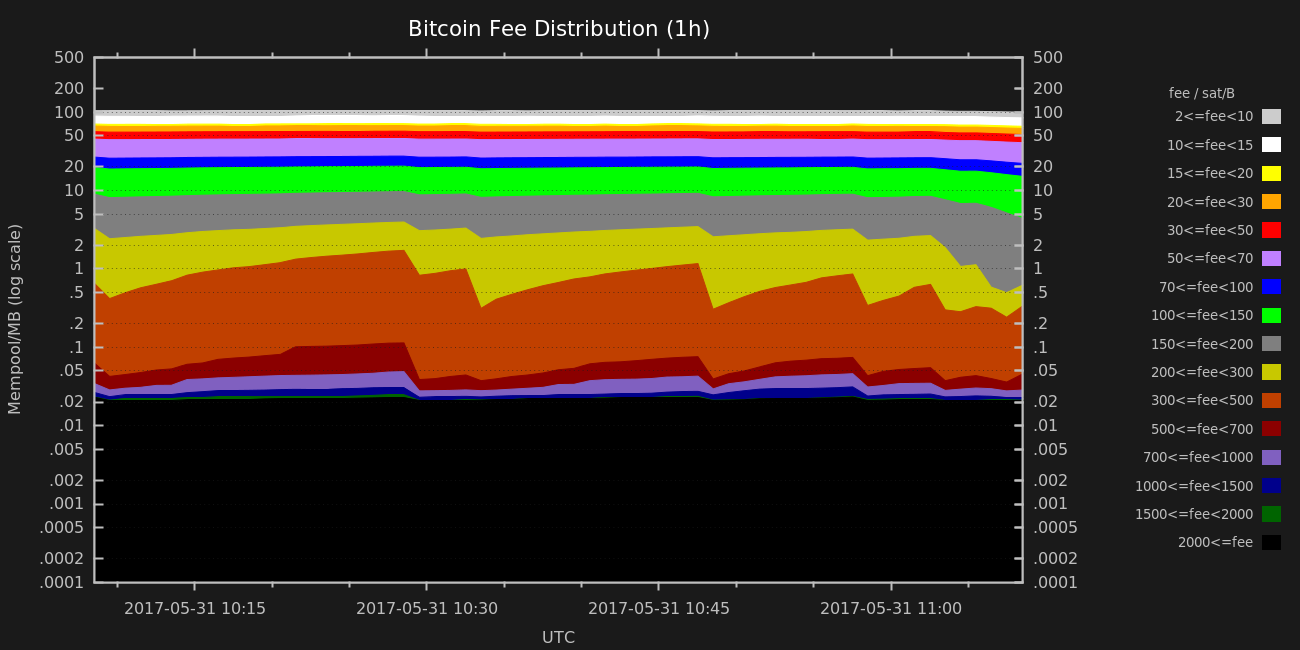 Bitcoin Fee Distribution (1h)
Mempool/MB (log scale)
500
200
100
50
20
10
5
2
1
.5
.2
.1
.05
.02
.01
.005
.002
.001
.0005
.0002
.0001
500
200
100
50
20
10
5
2
1
.5
.2
.1
.05
.02
.01
.005
.002
.001
.0005
.0002
.0001
2017-05-31 10:15
2017-05-31 10:30
2017-05-31 10:45
2017-05-31 11:00
UTC
fee / sat/B
2<=fee<10
10<=fee<15
15<=fee<20
20<=fee<30
30<=fee<50
50<=fee<70
70<=fee<100
100<=fee<150
150<=fee<200
200<=fee<300
300<=fee<500
500<=fee<700
700<=fee<1000
1000<=fee<1500
1500<=fee<2000
2000<=fee